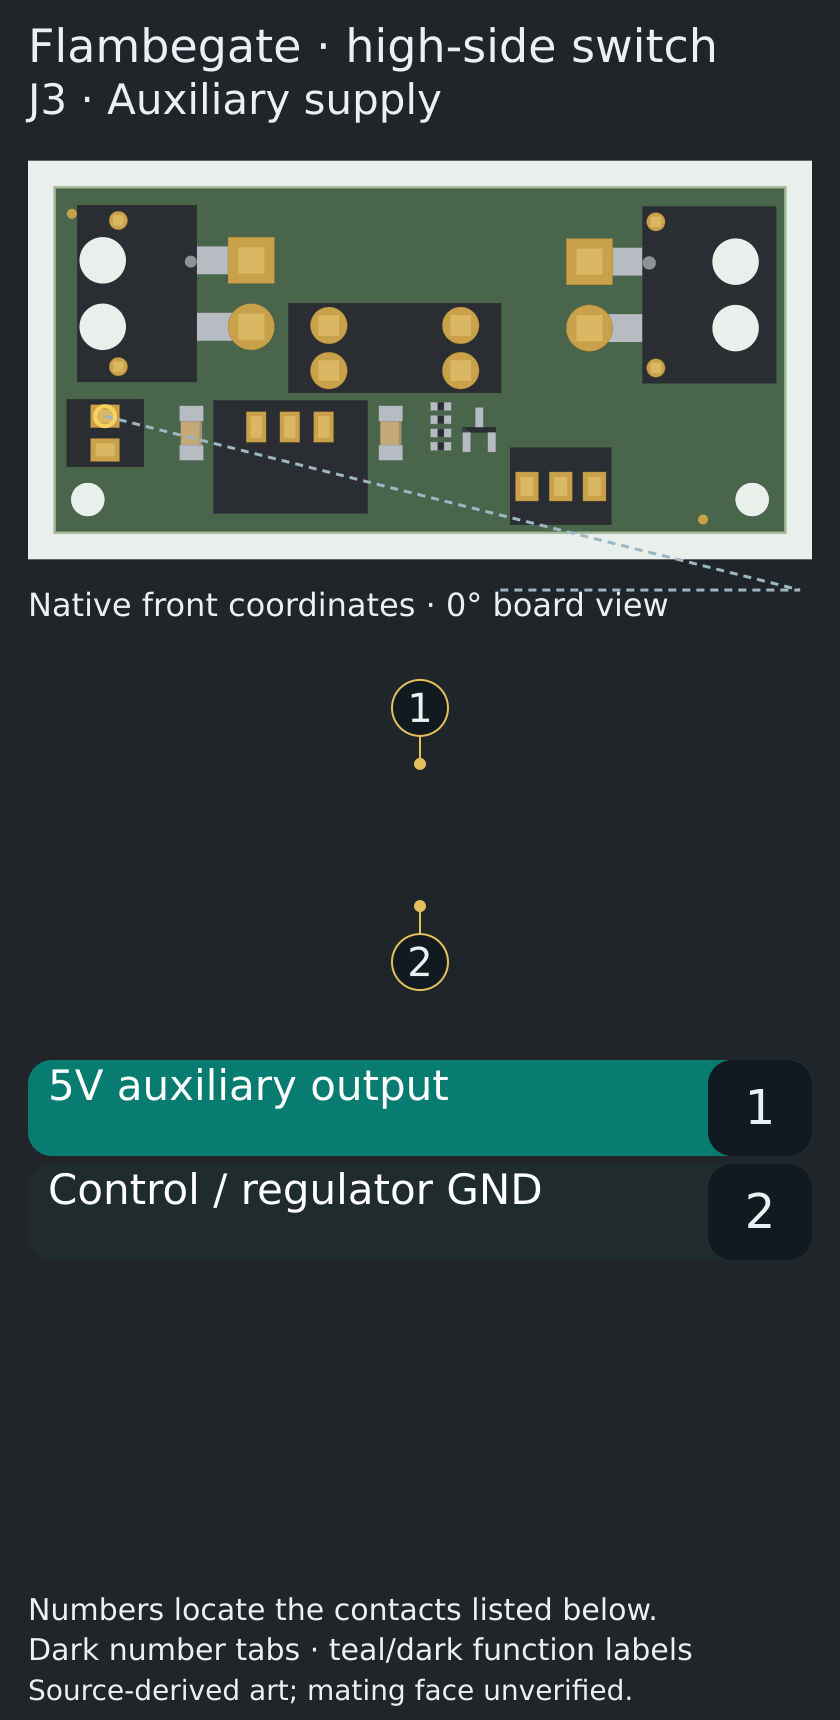 Flambegate · high-side switch
J3 · Auxiliary supply
Native front coordinates · 0° board view
1
2
5V auxiliary output 1
Control / regulator GND 2
Numbers locate the contacts listed below.
Dark number tabs · teal/dark function labels
Source-derived art; mating face unverified.